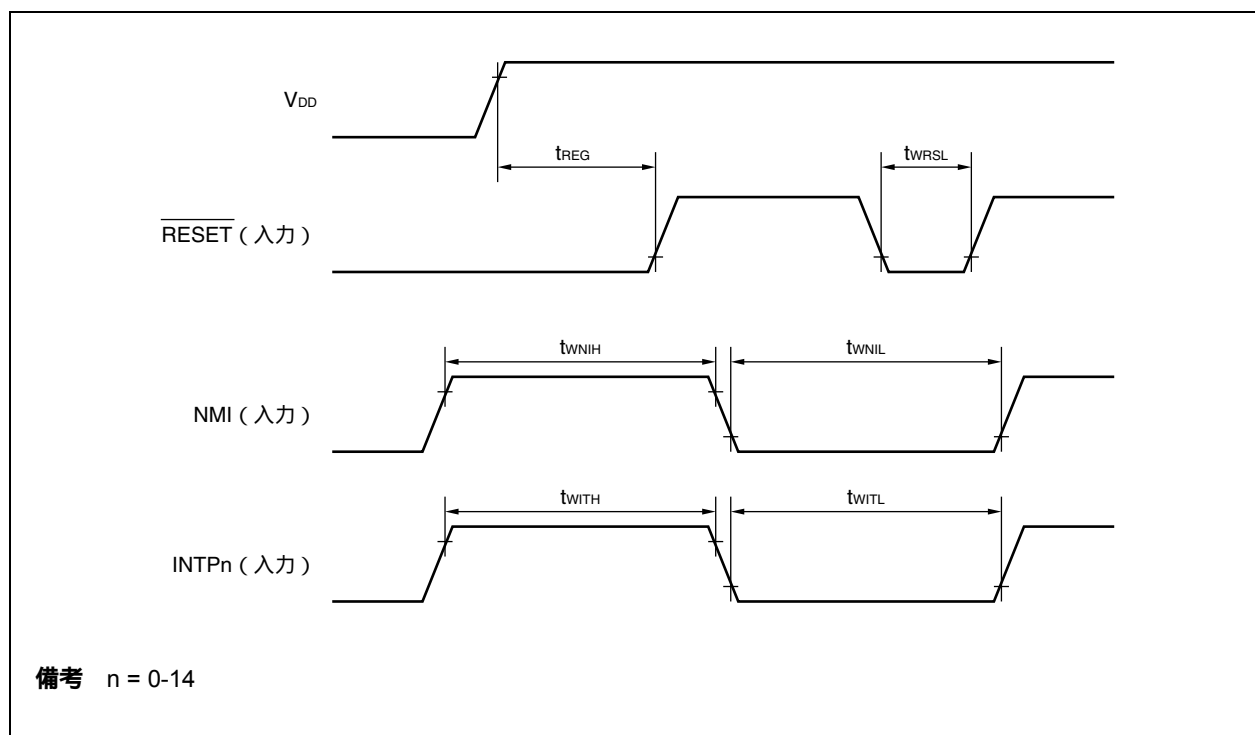 VDD
tREG
tWRSL
RESET（入力）
tWNIH
tWNIL
NMI（入力）
tWITH
tWITL
INTPn（入力）
備考 n = 0-14